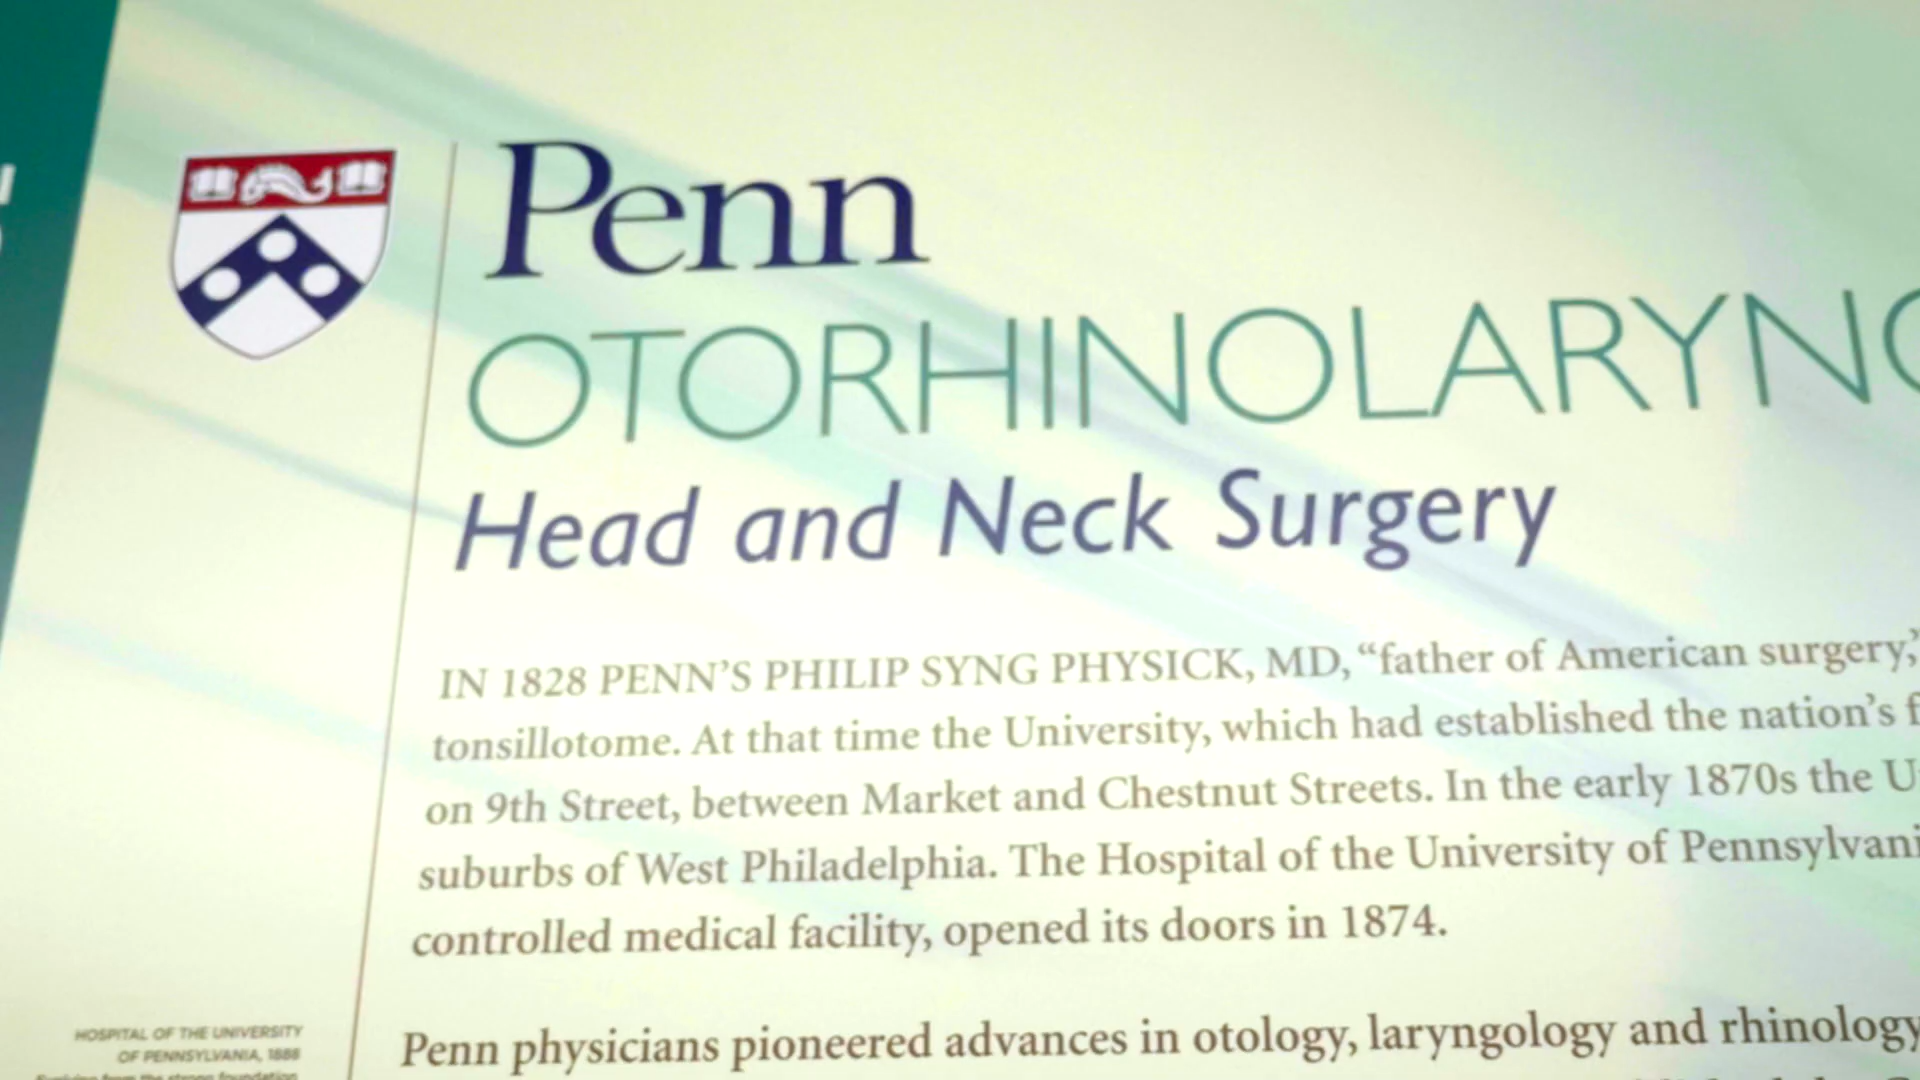 Penn
OTORHINOLARYNG
Head and Neck Surgery
IN 1828 PENN'S PHILIP SYNG PHYSICK, MD, “father of American surgery,”
tonsillotome. At that time the University, which had established the nation's f
on 9th Street, between Market and Chestnut Streets. In the early 1870s the U
suburbs of West Philadelphia. The Hospital of the University of Pennsylvani
controlled medical facility, opened its doors in 1874.
Penn physicians pioneered advances in otology, laryngology and rhinology
HOSPITAL OF THE UNIVERSITY
OF PENNSYLVANIA, 1888